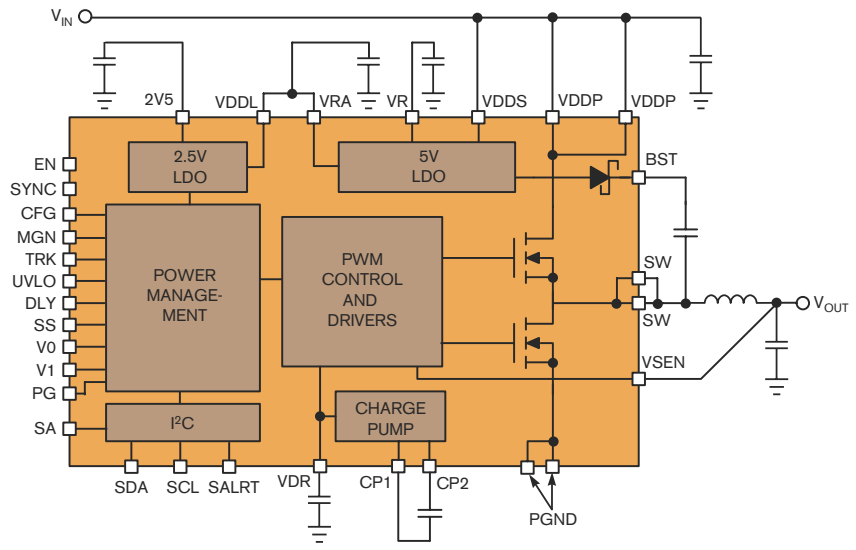 VIN
2V5
VDDL
VRA
VR
VDDS
VDDP
VDDP
EN
SYNC
CFG
MGN
TRK
UVLO
DLY
SS
V0
V1
PG
SA
2.5V
LDO
5V
LDO
BST
POWER
MANAGE-
MENT
PWM
CONTROL
AND
DRIVERS
SW
SW
VOUT
VSEN
I²C
CHARGE
PUMP
SDA
SCL
SALRT
VDR
CP1
CP2
PGND